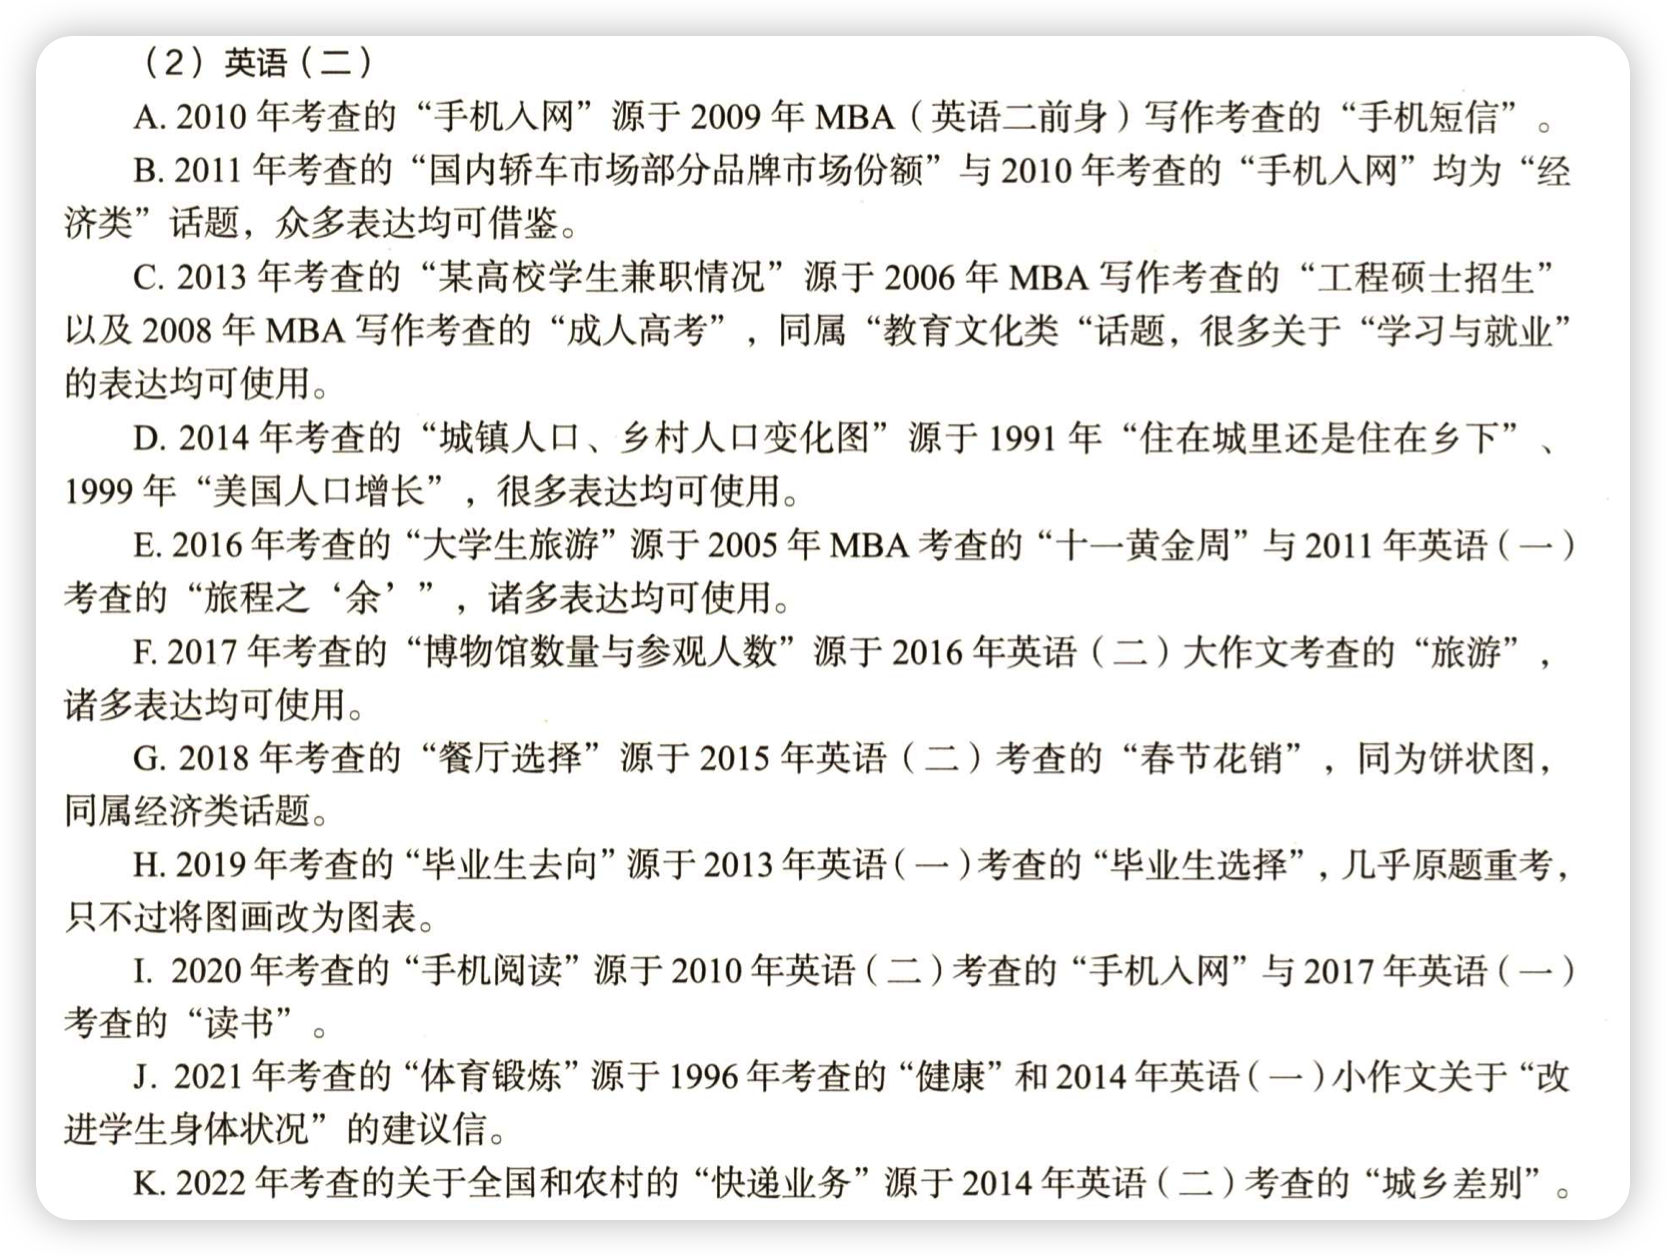 （2）英语（二）
A. 2010 年考查的“手机入网”源于 2009 年 MBA（英语二前身）写作考查的“手机短信”。
B. 2011 年考查的“国内轿车市场部分品牌市场份额”与 2010 年考查的“手机入网”均为“经
济类”话题，众多表达均可借鉴。
C. 2013 年考查的“某高校学生兼职情况”源于 2006 年 MBA 写作考查的“工程硕士招生”
以及 2008 年 MBA 写作考查的“成人高考”，同属“教育文化类“话题，很多关于“学习与就业”
的表达均可使用。
D. 2014 年考查的“城镇人口、乡村人口变化图”源于 1991 年“住在城里还是住在乡下”、
1999 年“美国人口增长”，很多表达均可使用。
E. 2016 年考查的“大学生旅游”源于 2005 年 MBA 考查的“十一黄金周”与 2011 年英语（一）
考查的“旅程之‘余’”，诸多表达均可使用。
F. 2017 年考查的“博物馆数量与参观人数”源于 2016 年英语（二）大作文考查的“旅游”，
诸多表达均可使用。
G. 2018 年考查的“餐厅选择”源于 2015 年英语（二）考查的“春节花销”，同为饼状图，
同属经济类话题。
H. 2019 年考查的“毕业生去向”源于 2013 年英语（一）考查的“毕业生选择”，几乎原题重考，
只不过将图画改为图表。
I. 2020 年考查的“手机阅读”源于 2010 年英语（二）考查的“手机入网”与 2017 年英语（一）
考查的“读书”。
J. 2021 年考查的“体育锻炼”源于 1996 年考查的“健康”和 2014 年英语（一）小作文关于“改
进学生身体状况”的建议信。
K. 2022 年考查的关于全国和农村的“快递业务”源于 2014 年英语（二）考查的“城乡差别”。